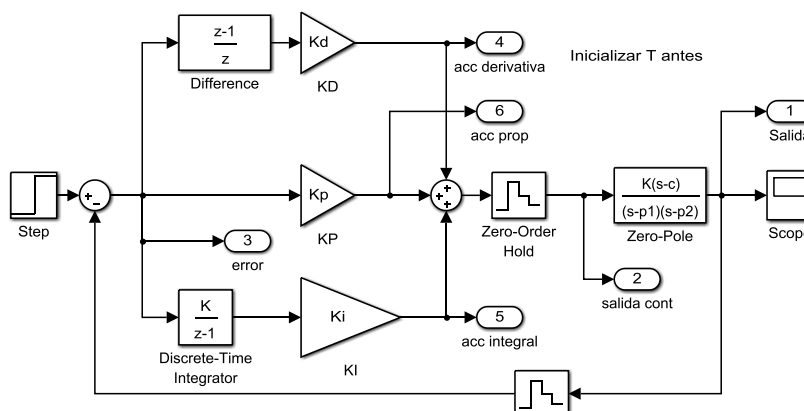 z-1
z
Difference
Kd
KD
4
acc derivativa
Inicializar T antes
6
acc prop
1
Salida
Step
+
-
Kp
KP
+
+
+
Zero-Order
Hold
K(s-c)
(s-p1)(s-p2)
Zero-Pole
Scope
3
error
2
salida cont
K
z-1
Discrete-Time
Integrator
Ki
KI
5
acc integral